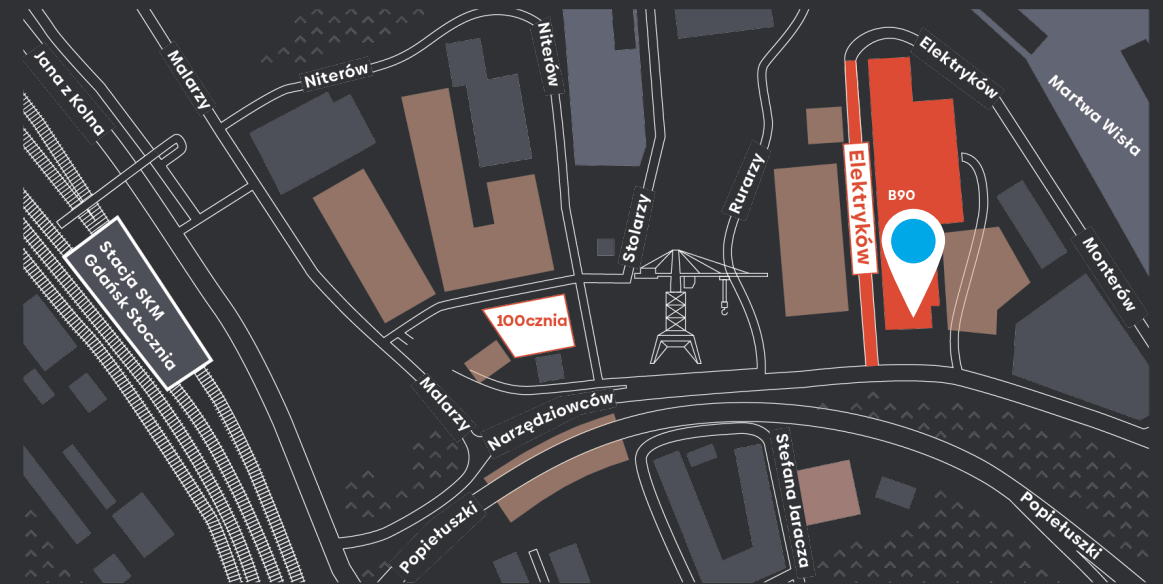 Jana z Kolna
Malarzy
Niterów
Niterów
Elektryków
Martwa Wisła
Rurarzy
Stolarzy
Elektryków
B90
Monterów
Stacja SKM
Gdańsk Stocznia
100cznia
Malarzy
Narzędziowców
Stefana Jaracza
Popiełuszki
Popiełuszki